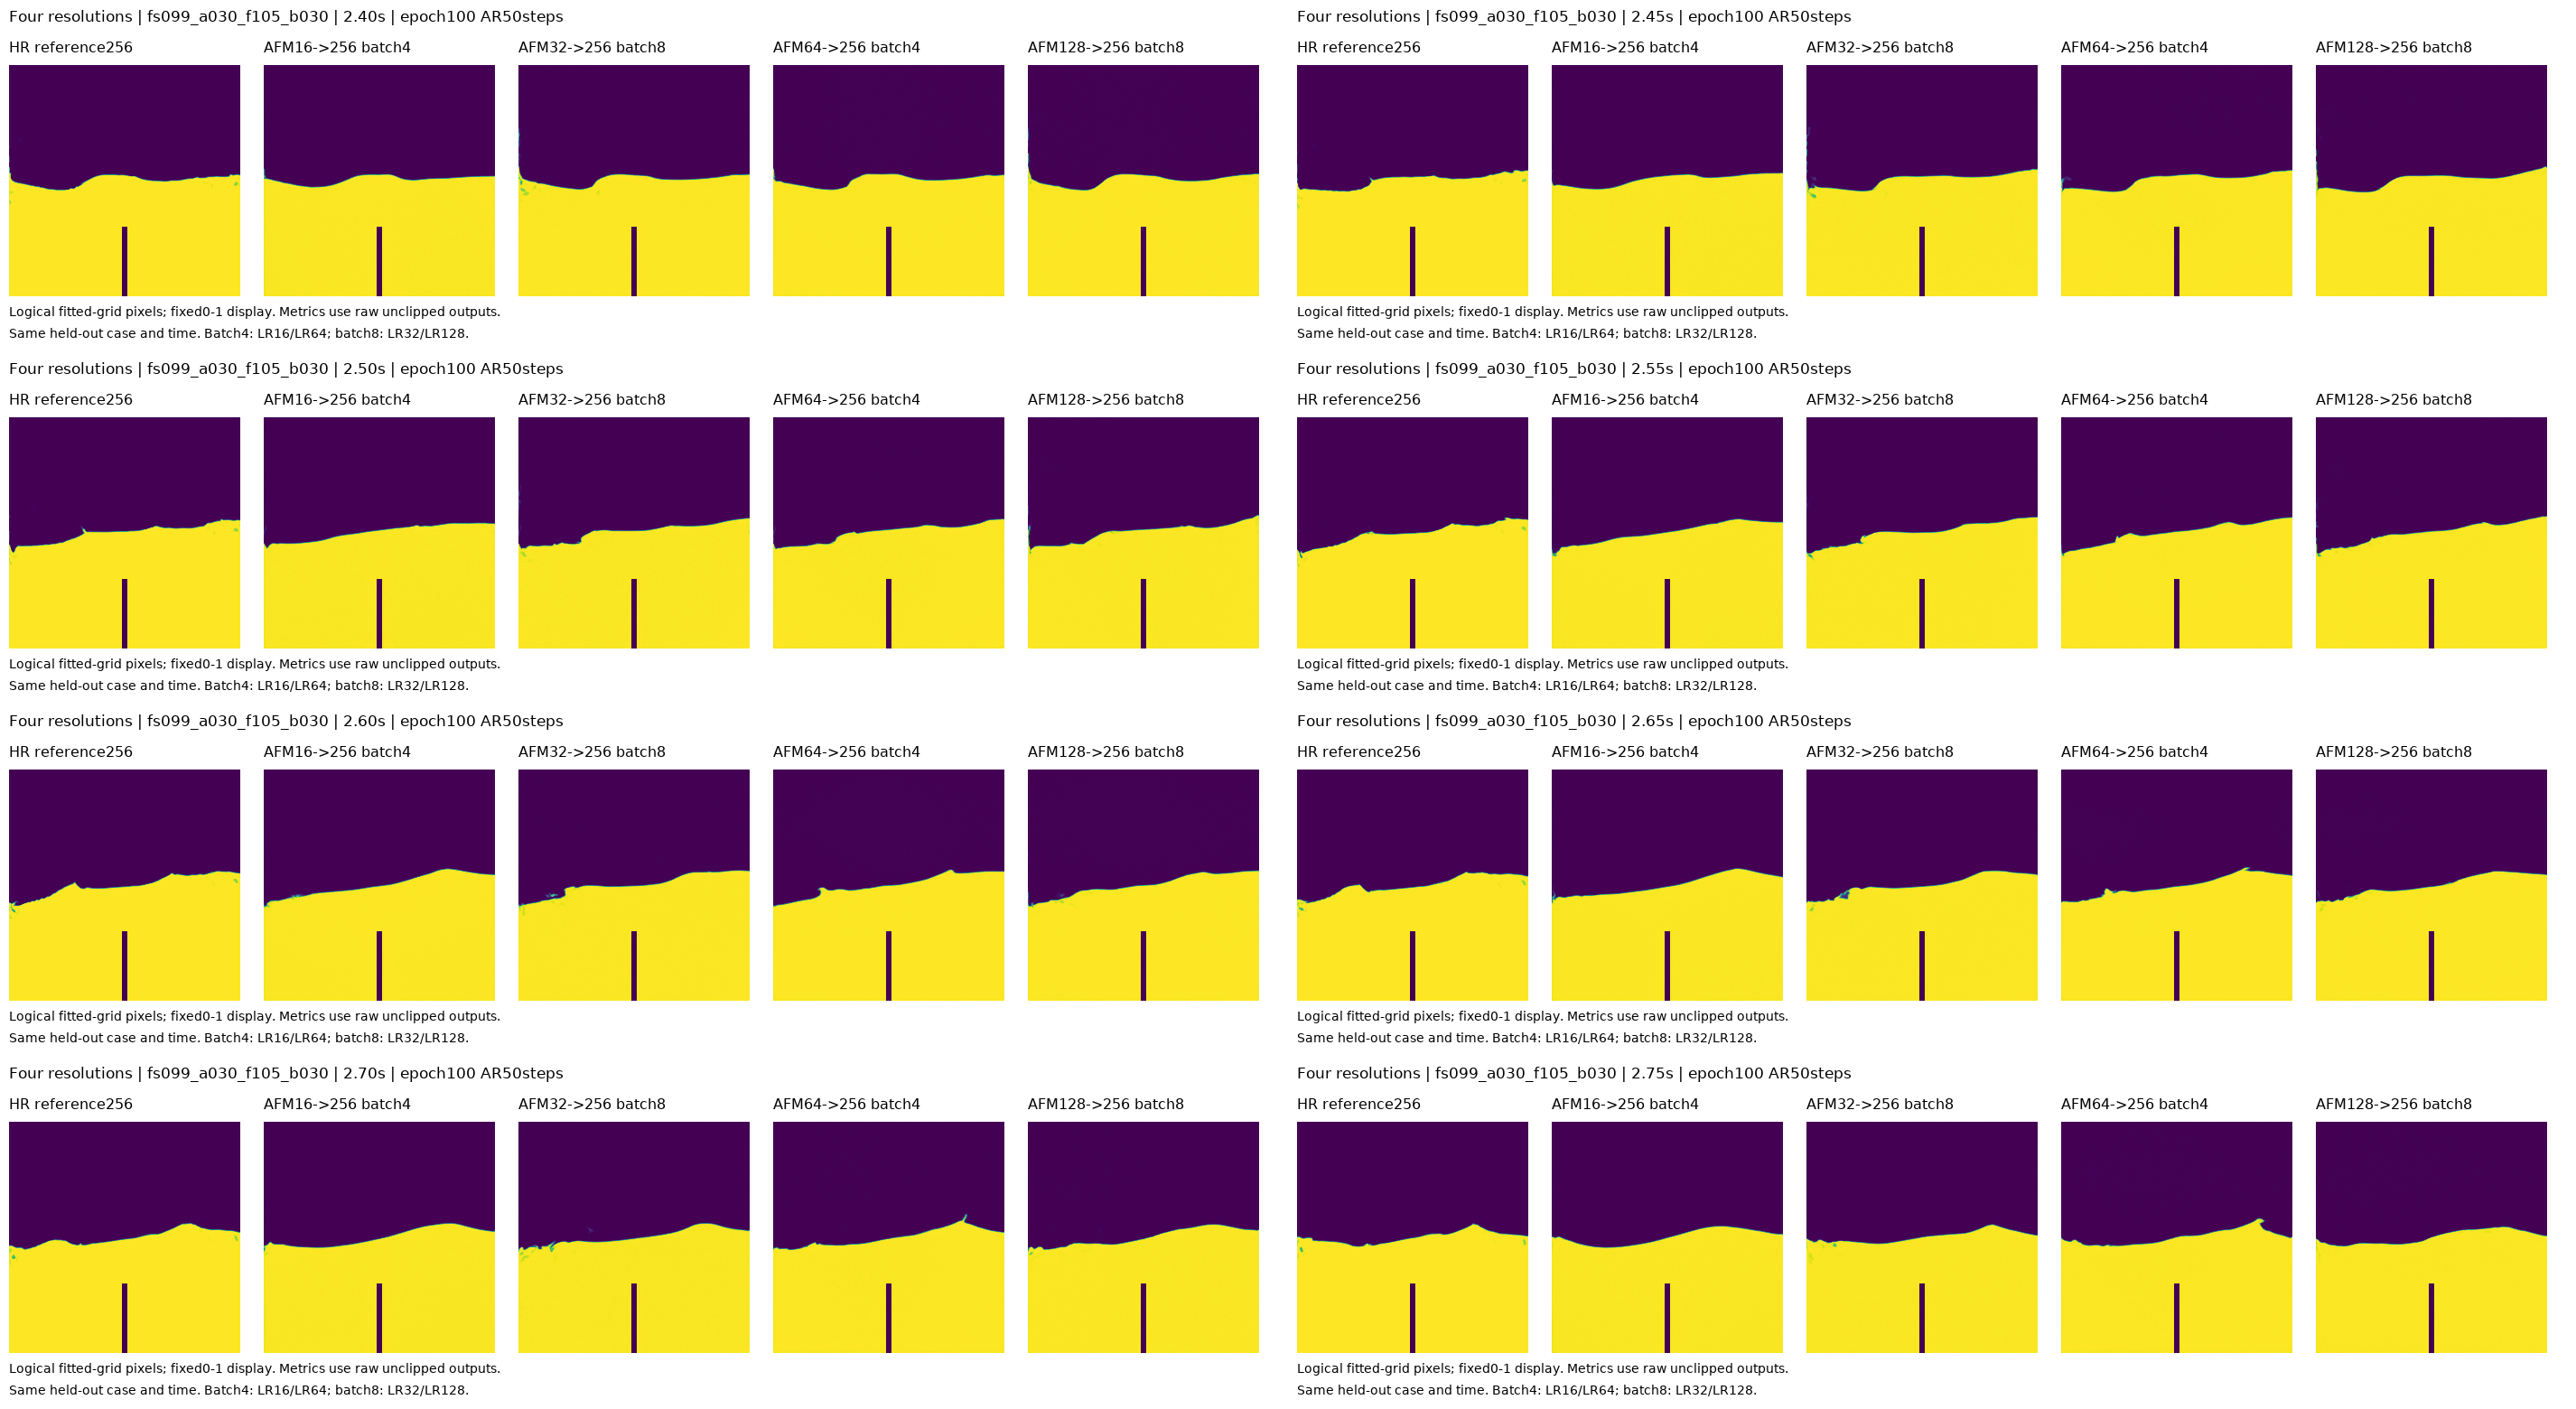 Four resolutions | fs099_a030_f105_b030 | 2.40s | epoch100 AR50steps
HR reference256 AFM16->256 batch4 AFM32->256 batch8 AFM64->256 batch4 AFM128->256 batch8
Logical fitted-grid pixels; fixed0-1 display. Metrics use raw unclipped outputs.
Same held-out case and time. Batch4: LR16/LR64; batch8: LR32/LR128.
Four resolutions | fs099_a030_f105_b030 | 2.45s | epoch100 AR50steps
HR reference256 AFM16->256 batch4 AFM32->256 batch8 AFM64->256 batch4 AFM128->256 batch8
Logical fitted-grid pixels; fixed0-1 display. Metrics use raw unclipped outputs.
Same held-out case and time. Batch4: LR16/LR64; batch8: LR32/LR128.
Four resolutions | fs099_a030_f105_b030 | 2.50s | epoch100 AR50steps
HR reference256 AFM16->256 batch4 AFM32->256 batch8 AFM64->256 batch4 AFM128->256 batch8
Logical fitted-grid pixels; fixed0-1 display. Metrics use raw unclipped outputs.
Same held-out case and time. Batch4: LR16/LR64; batch8: LR32/LR128.
Four resolutions | fs099_a030_f105_b030 | 2.55s | epoch100 AR50steps
HR reference256 AFM16->256 batch4 AFM32->256 batch8 AFM64->256 batch4 AFM128->256 batch8
Logical fitted-grid pixels; fixed0-1 display. Metrics use raw unclipped outputs.
Same held-out case and time. Batch4: LR16/LR64; batch8: LR32/LR128.
Four resolutions | fs099_a030_f105_b030 | 2.60s | epoch100 AR50steps
HR reference256 AFM16->256 batch4 AFM32->256 batch8 AFM64->256 batch4 AFM128->256 batch8
Logical fitted-grid pixels; fixed0-1 display. Metrics use raw unclipped outputs.
Same held-out case and time. Batch4: LR16/LR64; batch8: LR32/LR128.
Four resolutions | fs099_a030_f105_b030 | 2.65s | epoch100 AR50steps
HR reference256 AFM16->256 batch4 AFM32->256 batch8 AFM64->256 batch4 AFM128->256 batch8
Logical fitted-grid pixels; fixed0-1 display. Metrics use raw unclipped outputs.
Same held-out case and time. Batch4: LR16/LR64; batch8: LR32/LR128.
Four resolutions | fs099_a030_f105_b030 | 2.70s | epoch100 AR50steps
HR reference256 AFM16->256 batch4 AFM32->256 batch8 AFM64->256 batch4 AFM128->256 batch8
Logical fitted-grid pixels; fixed0-1 display. Metrics use raw unclipped outputs.
Same held-out case and time. Batch4: LR16/LR64; batch8: LR32/LR128.
Four resolutions | fs099_a030_f105_b030 | 2.75s | epoch100 AR50steps
HR reference256 AFM16->256 batch4 AFM32->256 batch8 AFM64->256 batch4 AFM128->256 batch8
Logical fitted-grid pixels; fixed0-1 display. Metrics use raw unclipped outputs.
Same held-out case and time. Batch4: LR16/LR64; batch8: LR32/LR128.